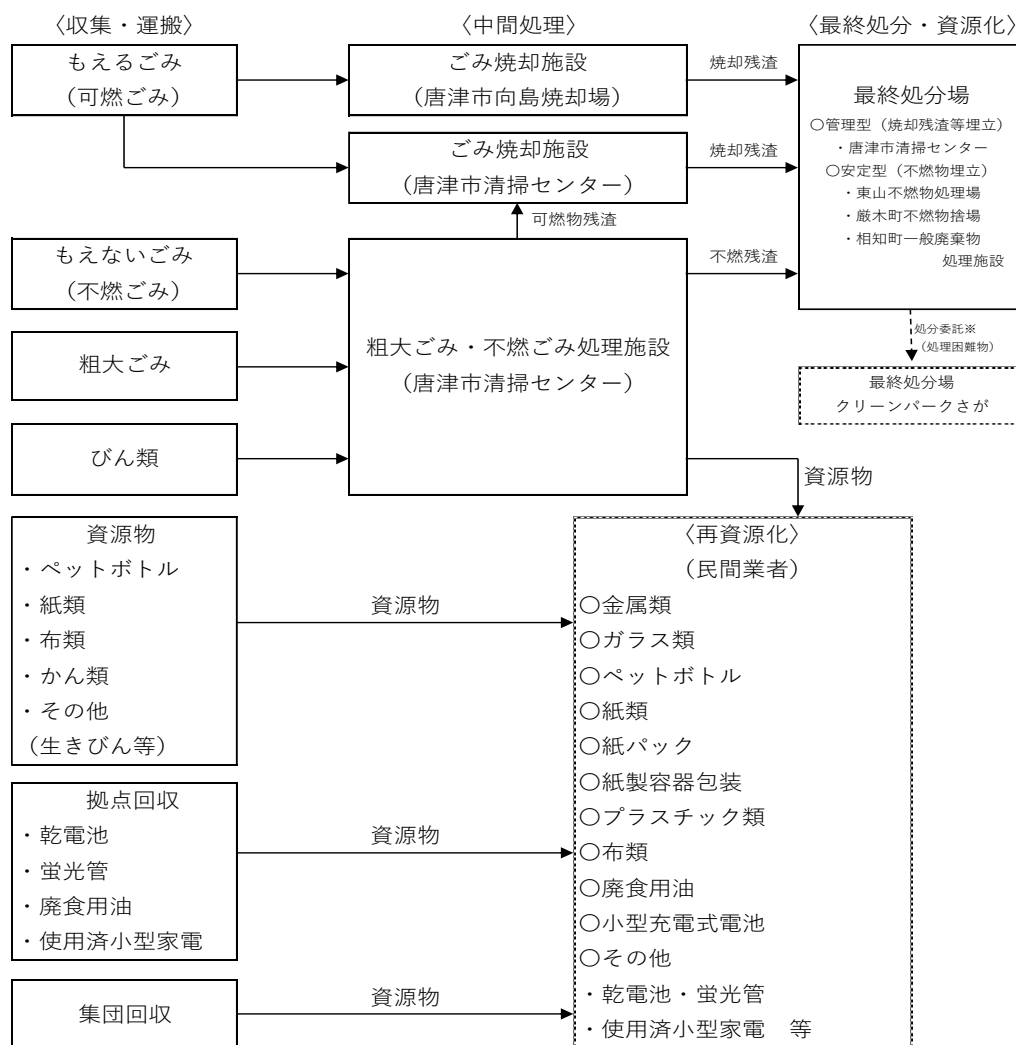 〈収集・運搬〉
〈中間処理〉
〈最終処分・資源化〉
もえるごみ
(可燃ごみ)
ごみ焼却施設
(唐津市向島焼却場)
焼却残渣
ごみ焼却施設
(唐津市清掃センター)
焼却残渣
可燃物残渣
最終処分場
〇管理型(焼却残渣等埋立)
・唐津市清掃センター
〇安定型(不燃物埋立)
・東山不燃物処理場
・厳木町不燃物捨場
・相知町一般廃棄物
処理施設
もえないごみ
(不燃ごみ)
粗大ごみ
びん類
粗大ごみ・不燃ごみ処理施設
(唐津市清掃センター)
不燃残渣
処分委託※
(処理困難物)
最終処分場
クリーンパークさが
資源物
資源物
・ペットボトル
・紙類
・布類
・かん類
・その他
(生きびん等)
資源物
拠点回収
・乾電池
・蛍光管
・廃食用油
・使用済小型家電
資源物
集団回収
資源物
〈再資源化〉
(民間業者)
〇金属類
〇ガラス類
〇ペットボトル
〇紙類
〇紙パック
〇紙製容器包装
〇プラスチック類
〇布類
〇廃食用油
〇小型充電式電池
〇その他
・乾電池・蛍光管
・使用済小型家電 等